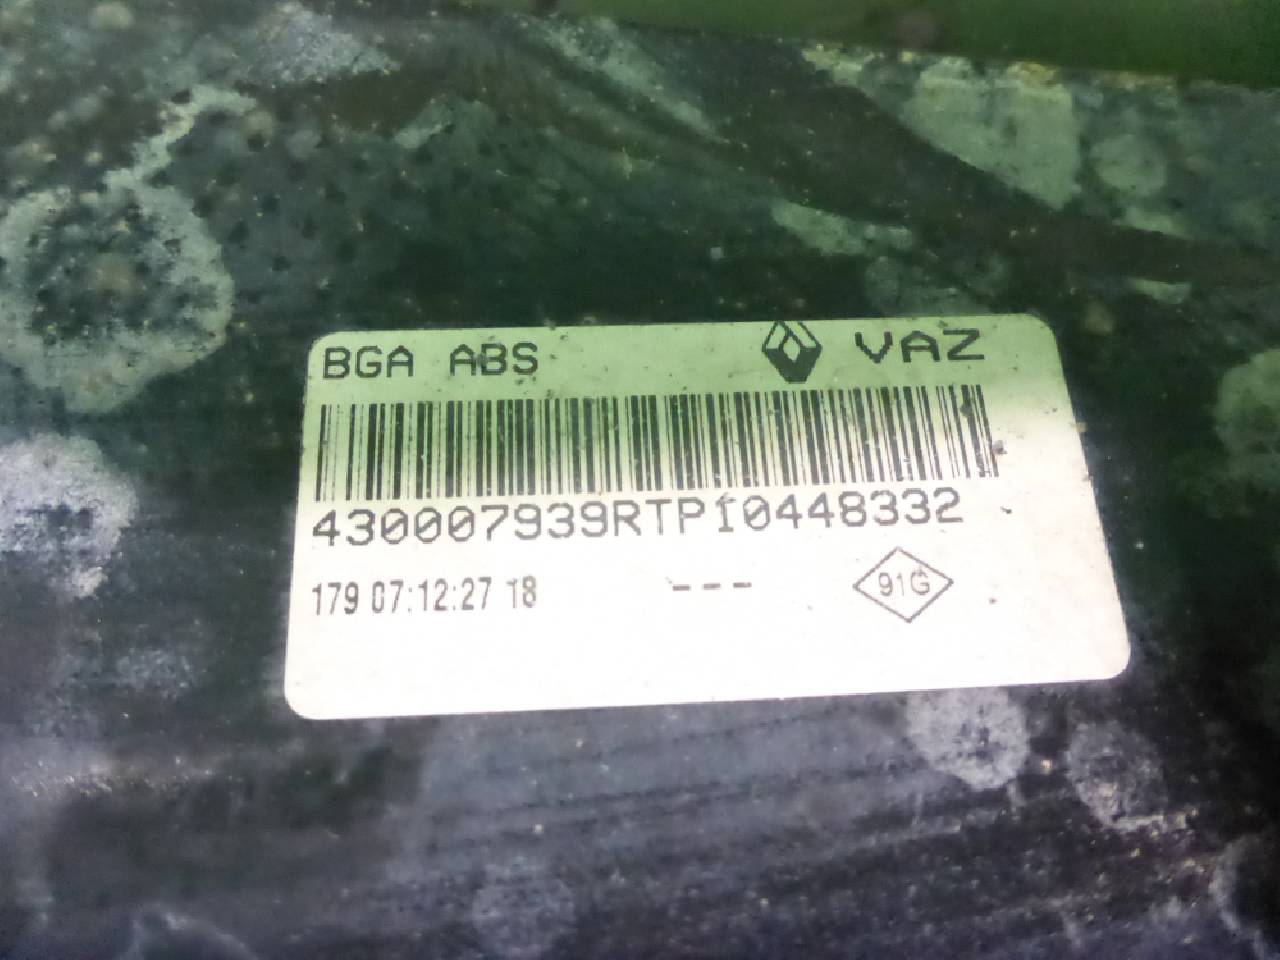 BGA ABS VAZ
430007939RTP10448332
179 07:12:27 18 --- 91G